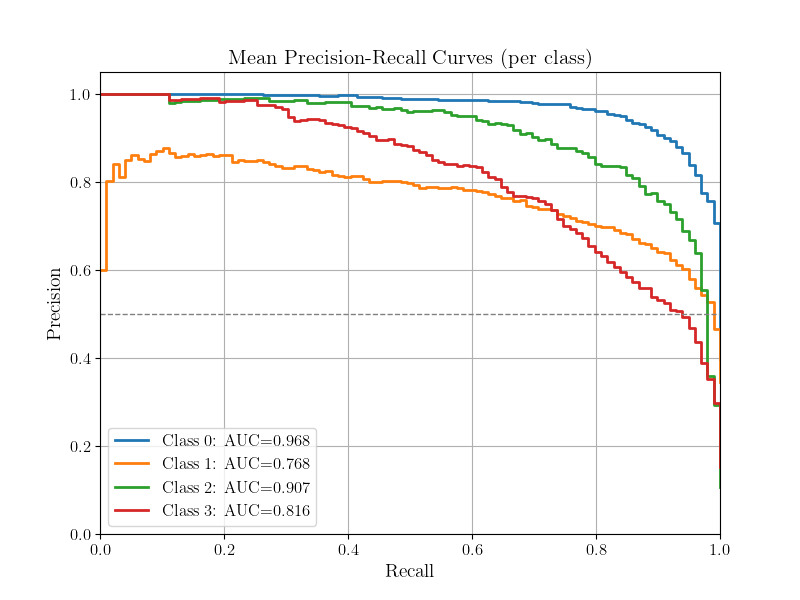 Mean Precision-Recall Curves (per class)
Precision
1.0
0.8
0.6
0.4
0.2
0.0
Class 0: AUC=0.968
Class 1: AUC=0.768
Class 2: AUC=0.907
Class 3: AUC=0.816
0.0 0.2 0.4 0.6 0.8 1.0
Recall